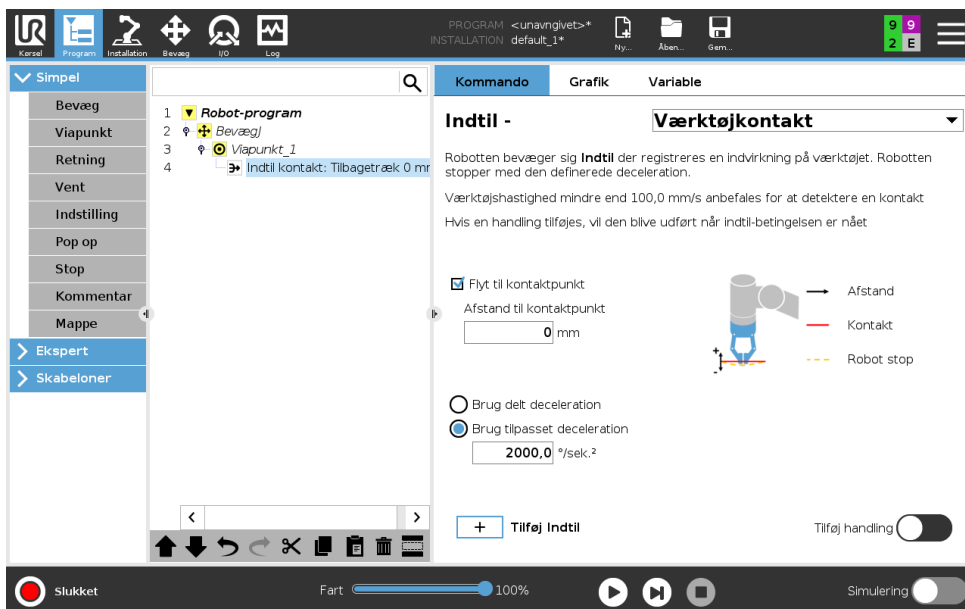 UR
PROGRAM <unavngivet>*
INSTALLATION default_1*
Kørsel Program Installation Bevæg I/O Log Ny... Åben... Gem...
9 9
2 E
Simpel
Bevæg
Viapunkt
Retning
Vent
Indstilling
Pop op
Stop
Kommentar
Mappe
Ekspert
Skabeloner
1 Robot-program
2 BevægJ
3 Viapunkt_1
4 Indtil kontakt: Tilbagetræk 0 mm
Kommando Grafik Variable
Indtil - Værktøjkontakt
Robotten bevæger sig Indtil der registreres en indvirkning på værktøjet. Robotten
stopper med den definerede deceleration.
Værktøjshastighed mindre end 100,0 mm/s anbefales for at detektere en kontakt
Hvis en handling tilføjes, vil den blive udført når indtil-betingelsen er nået
Flyt til kontaktpunkt
Afstand til kontaktpunkt
0 mm
Afstand
Kontakt
Robot stop
Brug delt deceleration
Brug tilpasset deceleration
2000,0 °/sek.²
+ Tilføj Indtil
Tilføj handling
Slukket
Fart 100%
Simulering